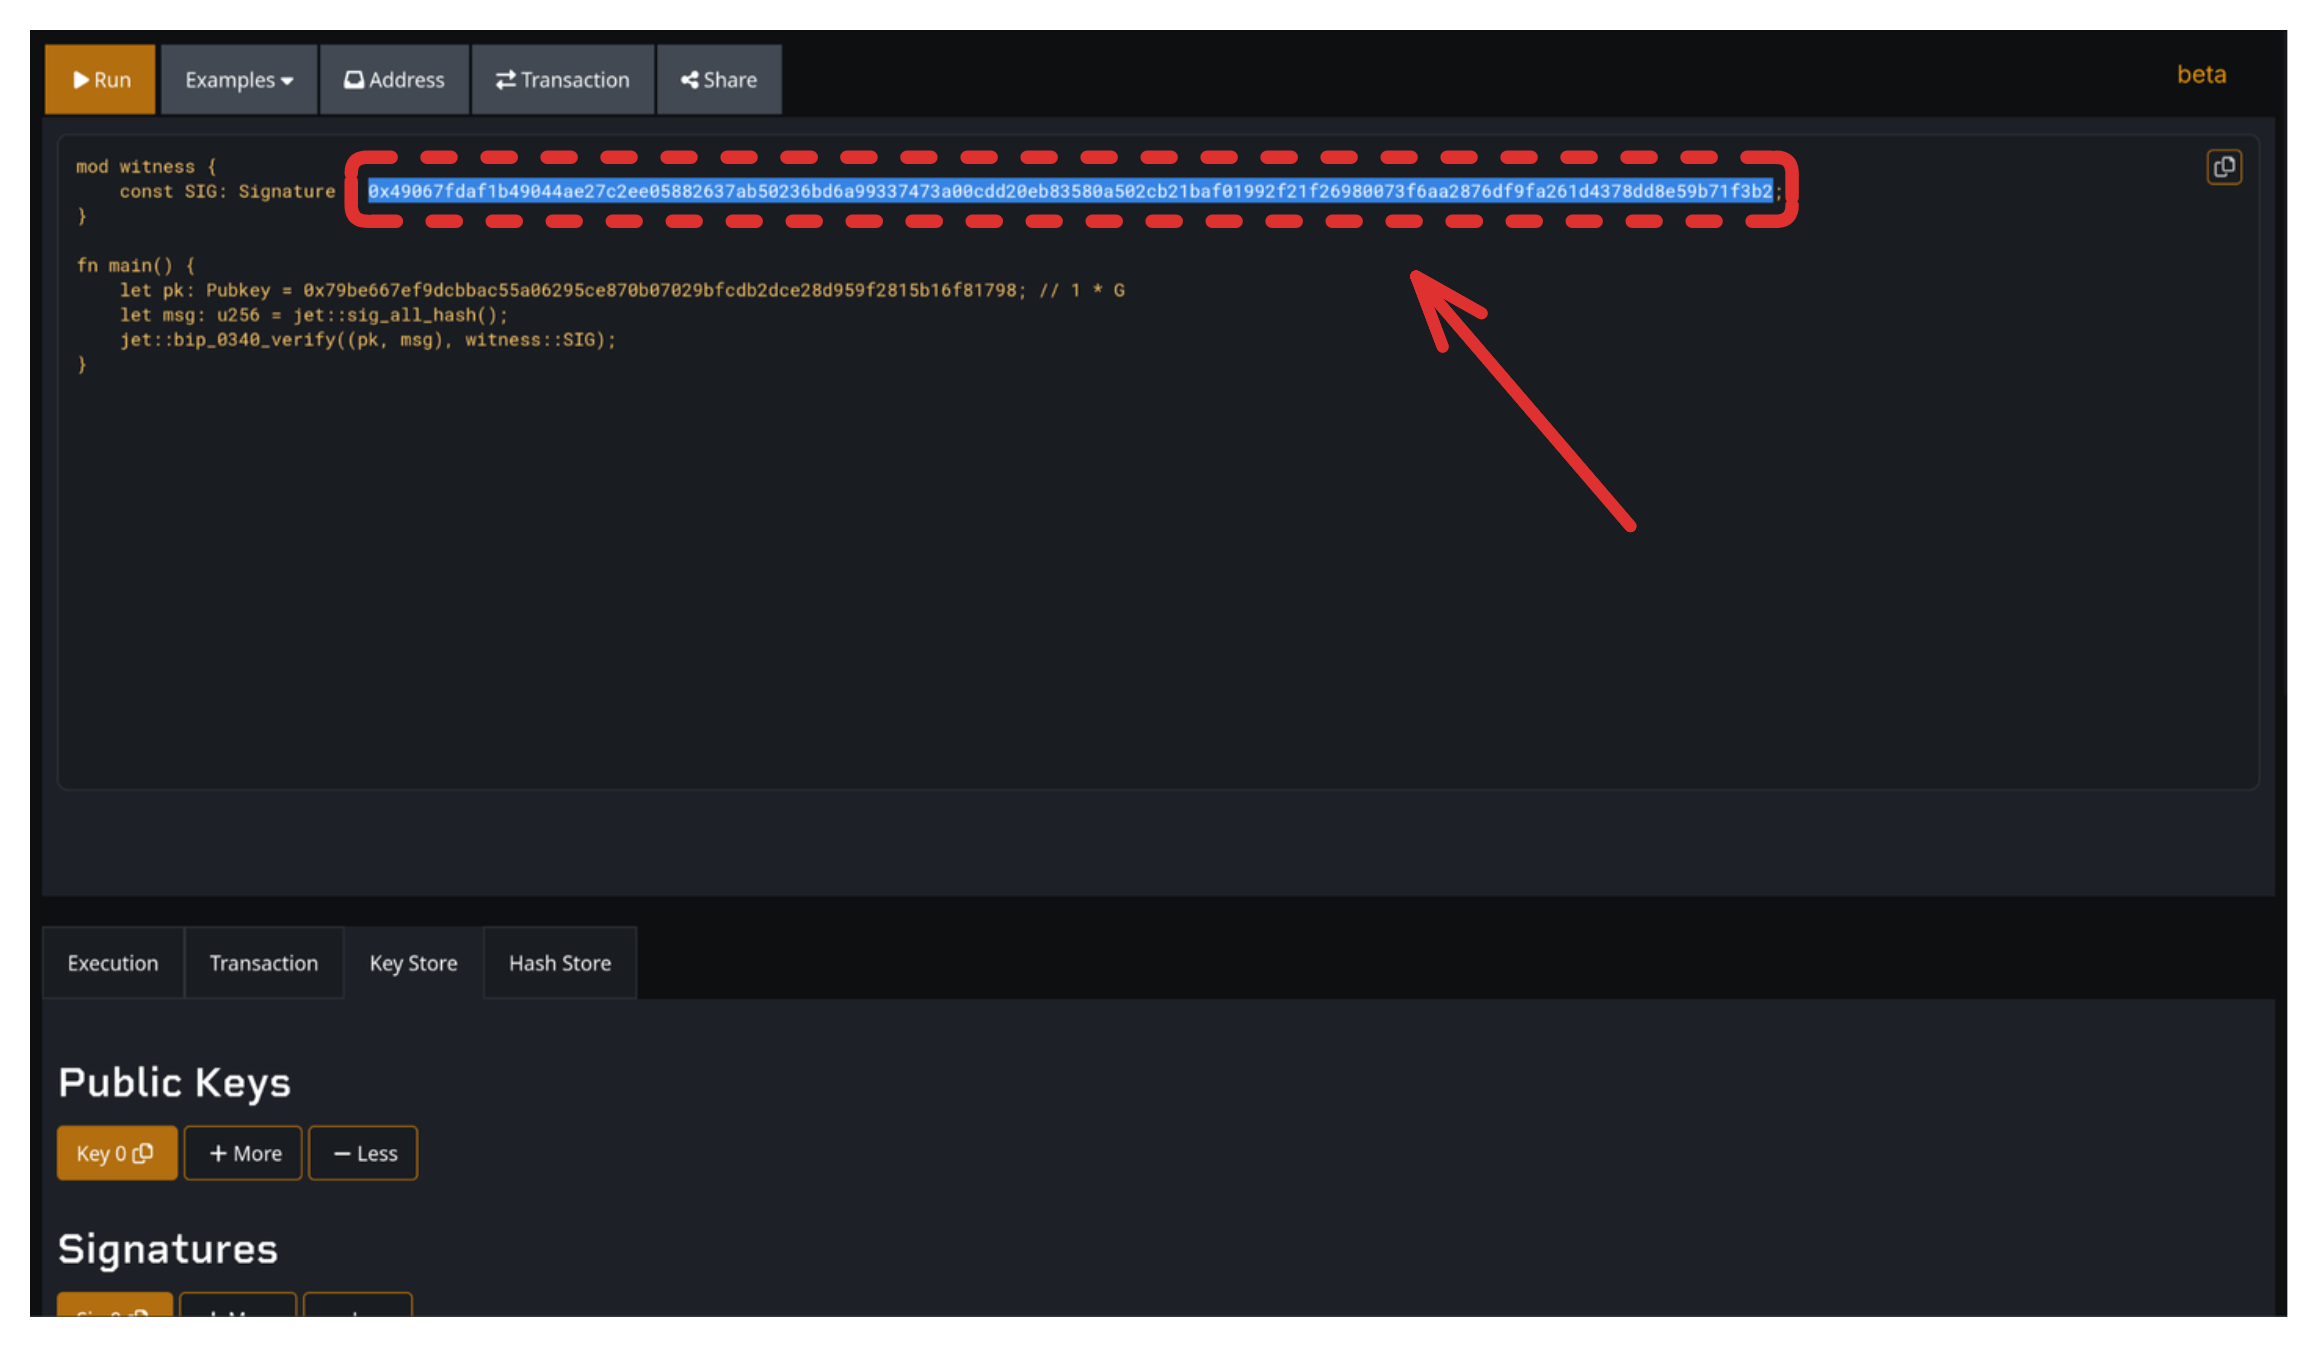 Run Examples Address Transaction Share
beta
mod witness {
const SIG: Signature 0x49067fdaf1b49044ae27c2ee05882637ab50236bd6a99337473a00cdd20eb83580a502cb21baf01992f21f26980073f6aa2876df9fa261d4378dd8e59b71f3b2;
}
fn main() {
let pk: Pubkey = 0x79be667ef9dcbbac55a06295ce870b07029bfcdb2dce28d959f2815b16f81798; // 1 * G
let msg: u256 = jet::sig_all_hash();
jet::bip_0340_verify((pk, msg), witness::SIG);
}
Execution Transaction Key Store Hash Store
Public Keys
Key 0 + More − Less
Signatures